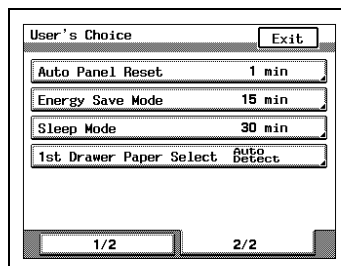 User's Choice Exit
Auto Panel Reset 1 min
Energy Save Mode 15 min
Sleep Mode 30 min
1st Drawer Paper Select Auto Detect
1/2 2/2